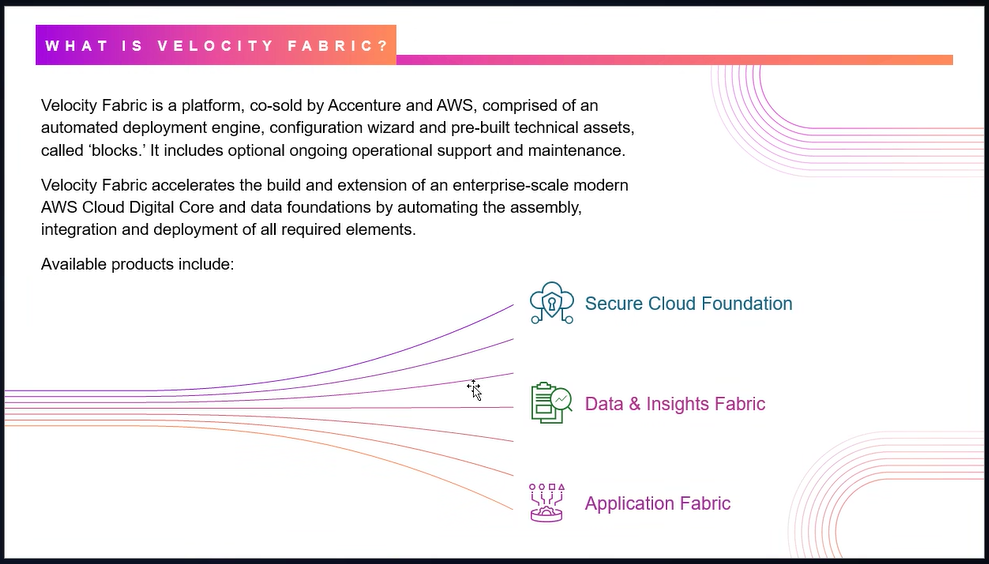 WHAT IS VELOCITY FABRIC?
Velocity Fabric is a platform, co-sold by Accenture and AWS, comprised of an
automated deployment engine, configuration wizard and pre-built technical assets,
called ‘blocks.’ It includes optional ongoing operational support and maintenance.
Velocity Fabric accelerates the build and extension of an enterprise-scale modern
AWS Cloud Digital Core and data foundations by automating the assembly,
integration and deployment of all required elements.
Available products include:
Secure Cloud Foundation
Data & Insights Fabric
Application Fabric